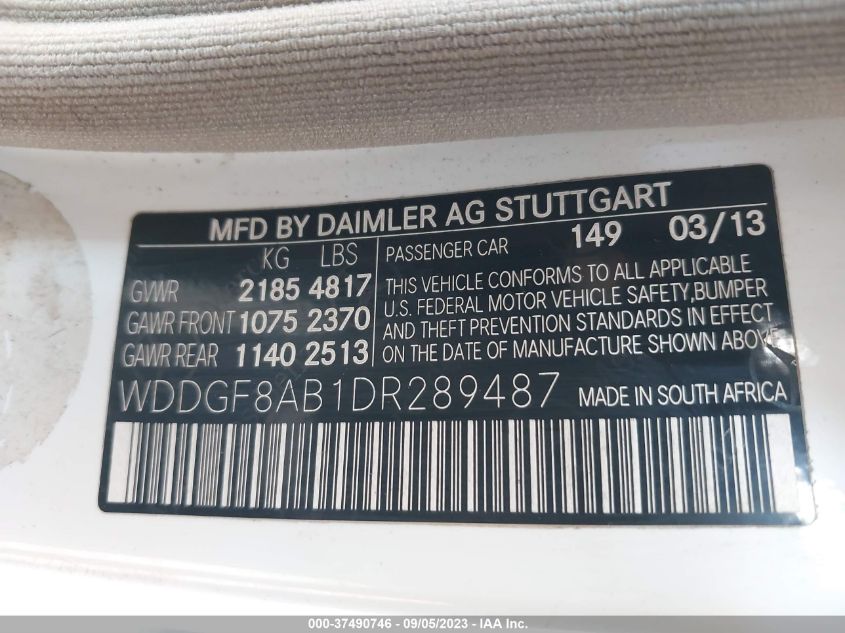 MFD BY DAIMLER AG STUTTGART
KG LBS PASSENGER CAR 149 03/13
GVWR 2185 4817
GAWR FRONT 1075 2370
GAWR REAR 1140 2513
THIS VEHICLE CONFORMS TO ALL APPLICABLE
U.S. FEDERAL MOTOR VEHICLE SAFETY,BUMPER
AND THEFT PREVENTION STANDARDS IN EFFECT
ON THE DATE OF MANUFACTURE SHOWN ABOVE
WDDGF8AB1DR289487 MADE IN SOUTH AFRICA
000-37490746 - 09/05/2023 - IAA Inc.